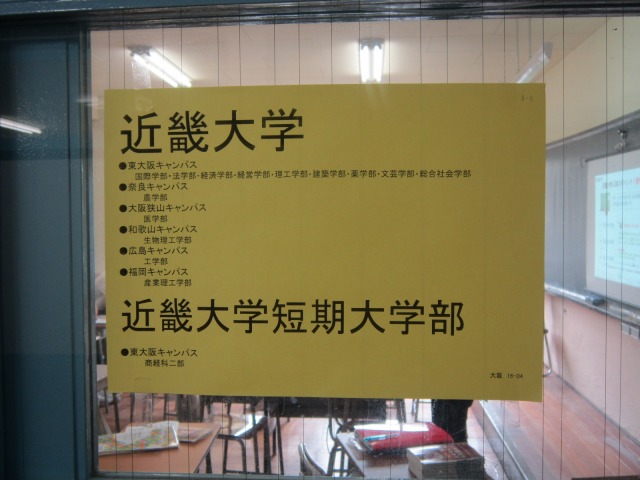 近畿大学
●東大阪キャンパス
国際学部・法学部・経済学部・経営学部・理工学部・建築学部・薬学部・文芸学部・総合社会学部
●奈良キャンパス
農学部
●大阪狭山キャンパス
医学部
●和歌山キャンパス
生物理工学部
●広島キャンパス
工学部
●福岡キャンパス
産業理工学部
近畿大学短期大学部
●東大阪キャンパス
商経科二部
大阪 16-04